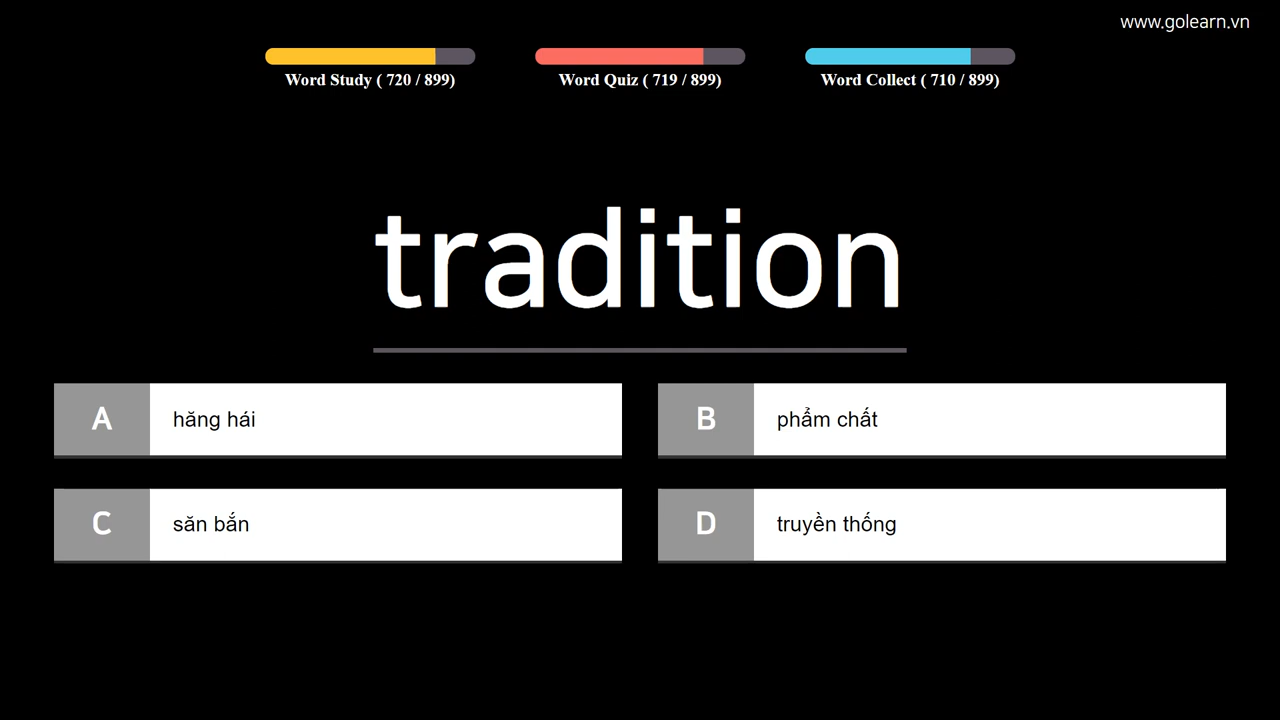 www.golearn.vn
Word Study ( 720 / 899)
Word Quiz ( 719 / 899)
Word Collect ( 710 / 899)
tradition
A hăng hái
B phẩm chất
C săn bắn
D truyền thống